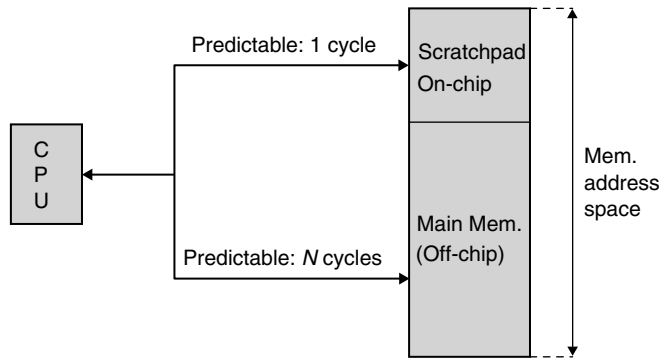 Predictable: 1 cycle
Scratchpad
On-chip
C
P
U
Mem.
address
space
Main Mem.
(Off-chip)
Predictable: N cycles